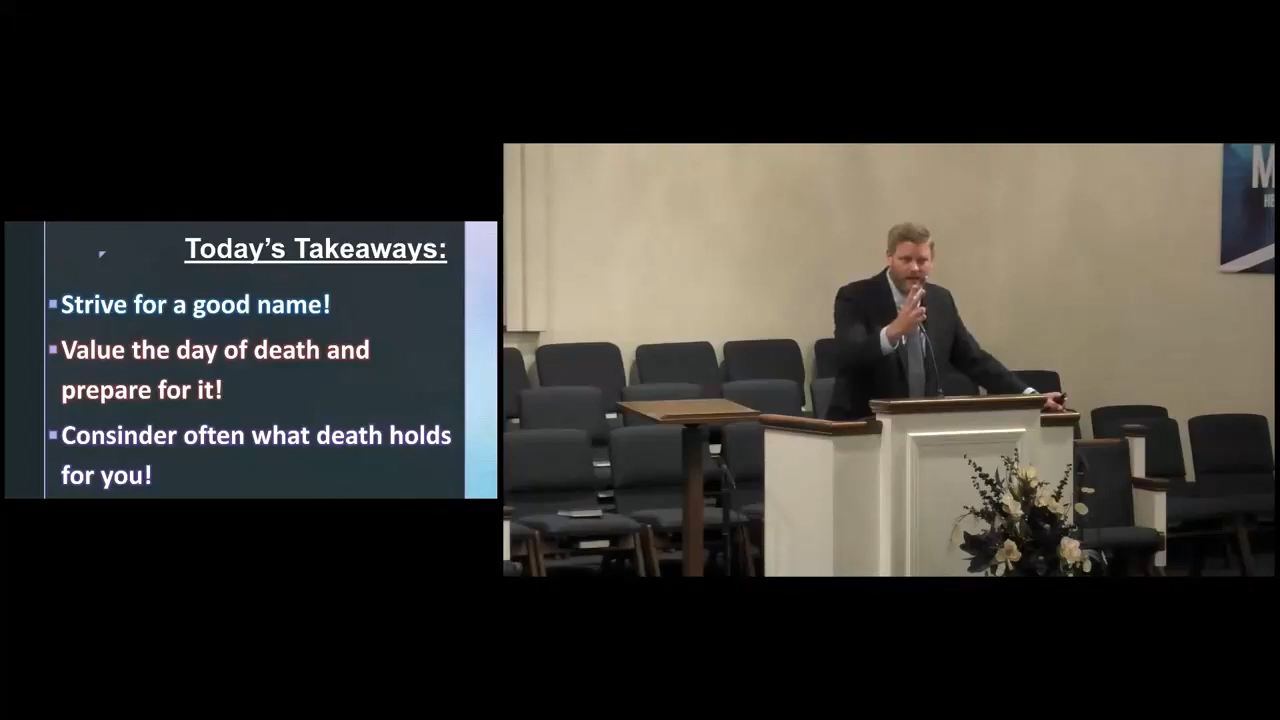 Today's Takeaways:
▪Strive for a good name!
▪Value the day of death and
prepare for it!
▪Consinder often what death holds
for you!
M
HE